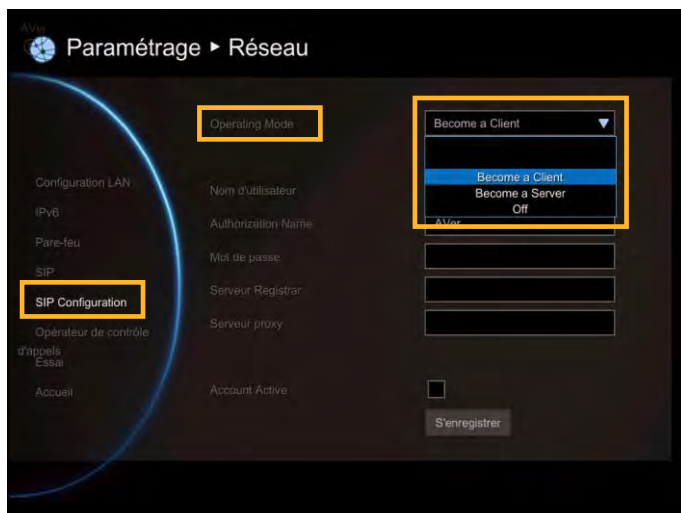 AVer
Paramétrage ► Réseau
Operating Mode
Become a Client ▼
Become a Client
Become a Server
Off
Configuration LAN
IPv6
Pare-feu
SIP
SIP Configuration
Opérateur de contrôle
d'appels
Essai
Accueil
Nom d'utilisateur
Authorization Name
AVer
Mot de passe
Serveur Registrar
Serveur proxy
Account Active
S'enregistrer